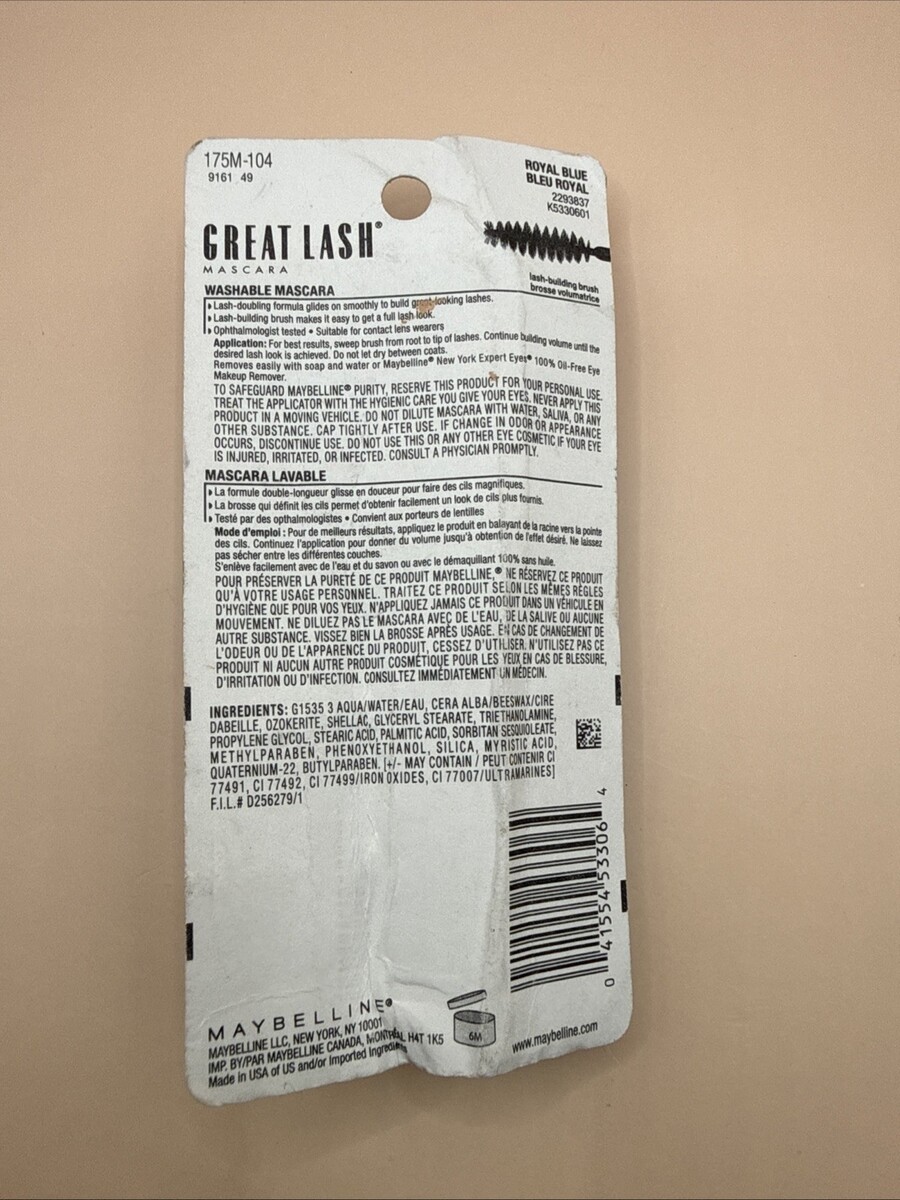 175M-104
9161 49
ROYAL BLUE
BLEU ROYAL
2293837
K5330601
GREAT LASH®
MASCARA
lash-building brush
brosse volumatrice
WASHABLE MASCARA
Lash-doubling formula glides on smoothly to build great-looking lashes.
Lash-building brush makes it easy to get a full lash look.
Ophthalmologist tested • Suitable for contact lens wearers
Application: For best results, sweep brush from root to tip of lashes. Continue building volume until the
desired lash look is achieved. Do not let dry between coats.
Removes easily with soap and water or Maybelline® New York Expert Eyes® 100% Oil-Free Eye
Makeup Remover.
TO SAFEGUARD MAYBELLINE® PURITY, RESERVE THIS PRODUCT FOR YOUR PERSONAL USE.
TREAT THE APPLICATOR WITH THE HYGIENIC CARE YOU GIVE YOUR EYES. NEVER APPLY THIS
PRODUCT IN A MOVING VEHICLE. DO NOT DILUTE MASCARA WITH WATER, SALIVA, OR ANY
OTHER SUBSTANCE. CAP TIGHTLY AFTER USE. IF CHANGE IN ODOR OR APPEARANCE
OCCURS, DISCONTINUE USE. DO NOT USE THIS OR ANY OTHER EYE COSMETIC IF YOUR EYE
IS INJURED, IRRITATED, OR INFECTED. CONSULT A PHYSICIAN PROMPTLY.
MASCARA LAVABLE
La formule double-longueur glisse en douceur pour faire des cils magnifiques.
La brosse qui définit les cils permet d'obtenir facilement un look de cils plus fournis.
Testé par des opthalmologistes • Convient aux porteurs de lentilles
Mode d'emploi : Pour de meilleurs résultats, appliquez le produit en balayant de la racine vers la pointe
des cils. Continuez l'application pour donner du volume jusqu'à obtention de l'effet désiré. Ne laissez
pas sécher entre les différentes couches.
S'enlève facilement avec de l'eau et du savon ou avec le démaquillant 100% sans huile.
POUR PRÉSERVER LA PURETÉ DE CE PRODUIT MAYBELLINE,® NE RÉSERVEZ CE PRODUIT
QU'À VOTRE USAGE PERSONNEL. TRAITEZ CE PRODUIT SELON LES MÊMES RÈGLES
D'HYGIÈNE QUE POUR VOS YEUX. N'APPLIQUEZ JAMAIS CE PRODUIT DANS UN VÉHICULE EN
MOUVEMENT. NE DILUEZ PAS LE MASCARA AVEC DE L'EAU, DE LA SALIVE OU AUCUNE
AUTRE SUBSTANCE. VISSEZ BIEN LA BROSSE APRÈS USAGE. EN CAS DE CHANGEMENT DE
L'ODEUR OU DE L'APPARENCE DU PRODUIT, CESSEZ D'UTILISER. N'UTILISEZ PAS CE
PRODUIT NI AUCUN AUTRE PRODUIT COSMÉTIQUE POUR LES YEUX EN CAS DE BLESSURE,
D'IRRITATION OU D'INFECTION. CONSULTEZ IMMÉDIATEMENT UN MÉDECIN.
INGREDIENTS: G1535 3 AQUA/WATER/EAU, CERA ALBA/BEESWAX/CIRE
DABEILLE, OZOKERITE, SHELLAC, GLYCERYL STEARATE, TRIETHANOLAMINE,
PROPYLENE GLYCOL, STEARIC ACID, PALMITIC ACID, SORBITAN SESQUIOLEATE,
METHYLPARABEN, PHENOXYETHANOL, SILICA, MYRISTIC ACID,
QUATERNIUM-22, BUTYLPARABEN. [+/- MAY CONTAIN / PEUT CONTENIR CI
77491, CI 77492, CI 77499/IRON OXIDES, CI 77007/ULTRAMARINES]
F.I.L.# D256279/1
0 41554 53306 4
MAYBELLINE®
MAYBELLINE LLC, NEW YORK, NY 10001
IMP. BY/PAR MAYBELLINE CANADA, MONTRÉAL H4T 1K5
Made in USA of US and/or Imported Ingredients
6M
www.maybelline.com